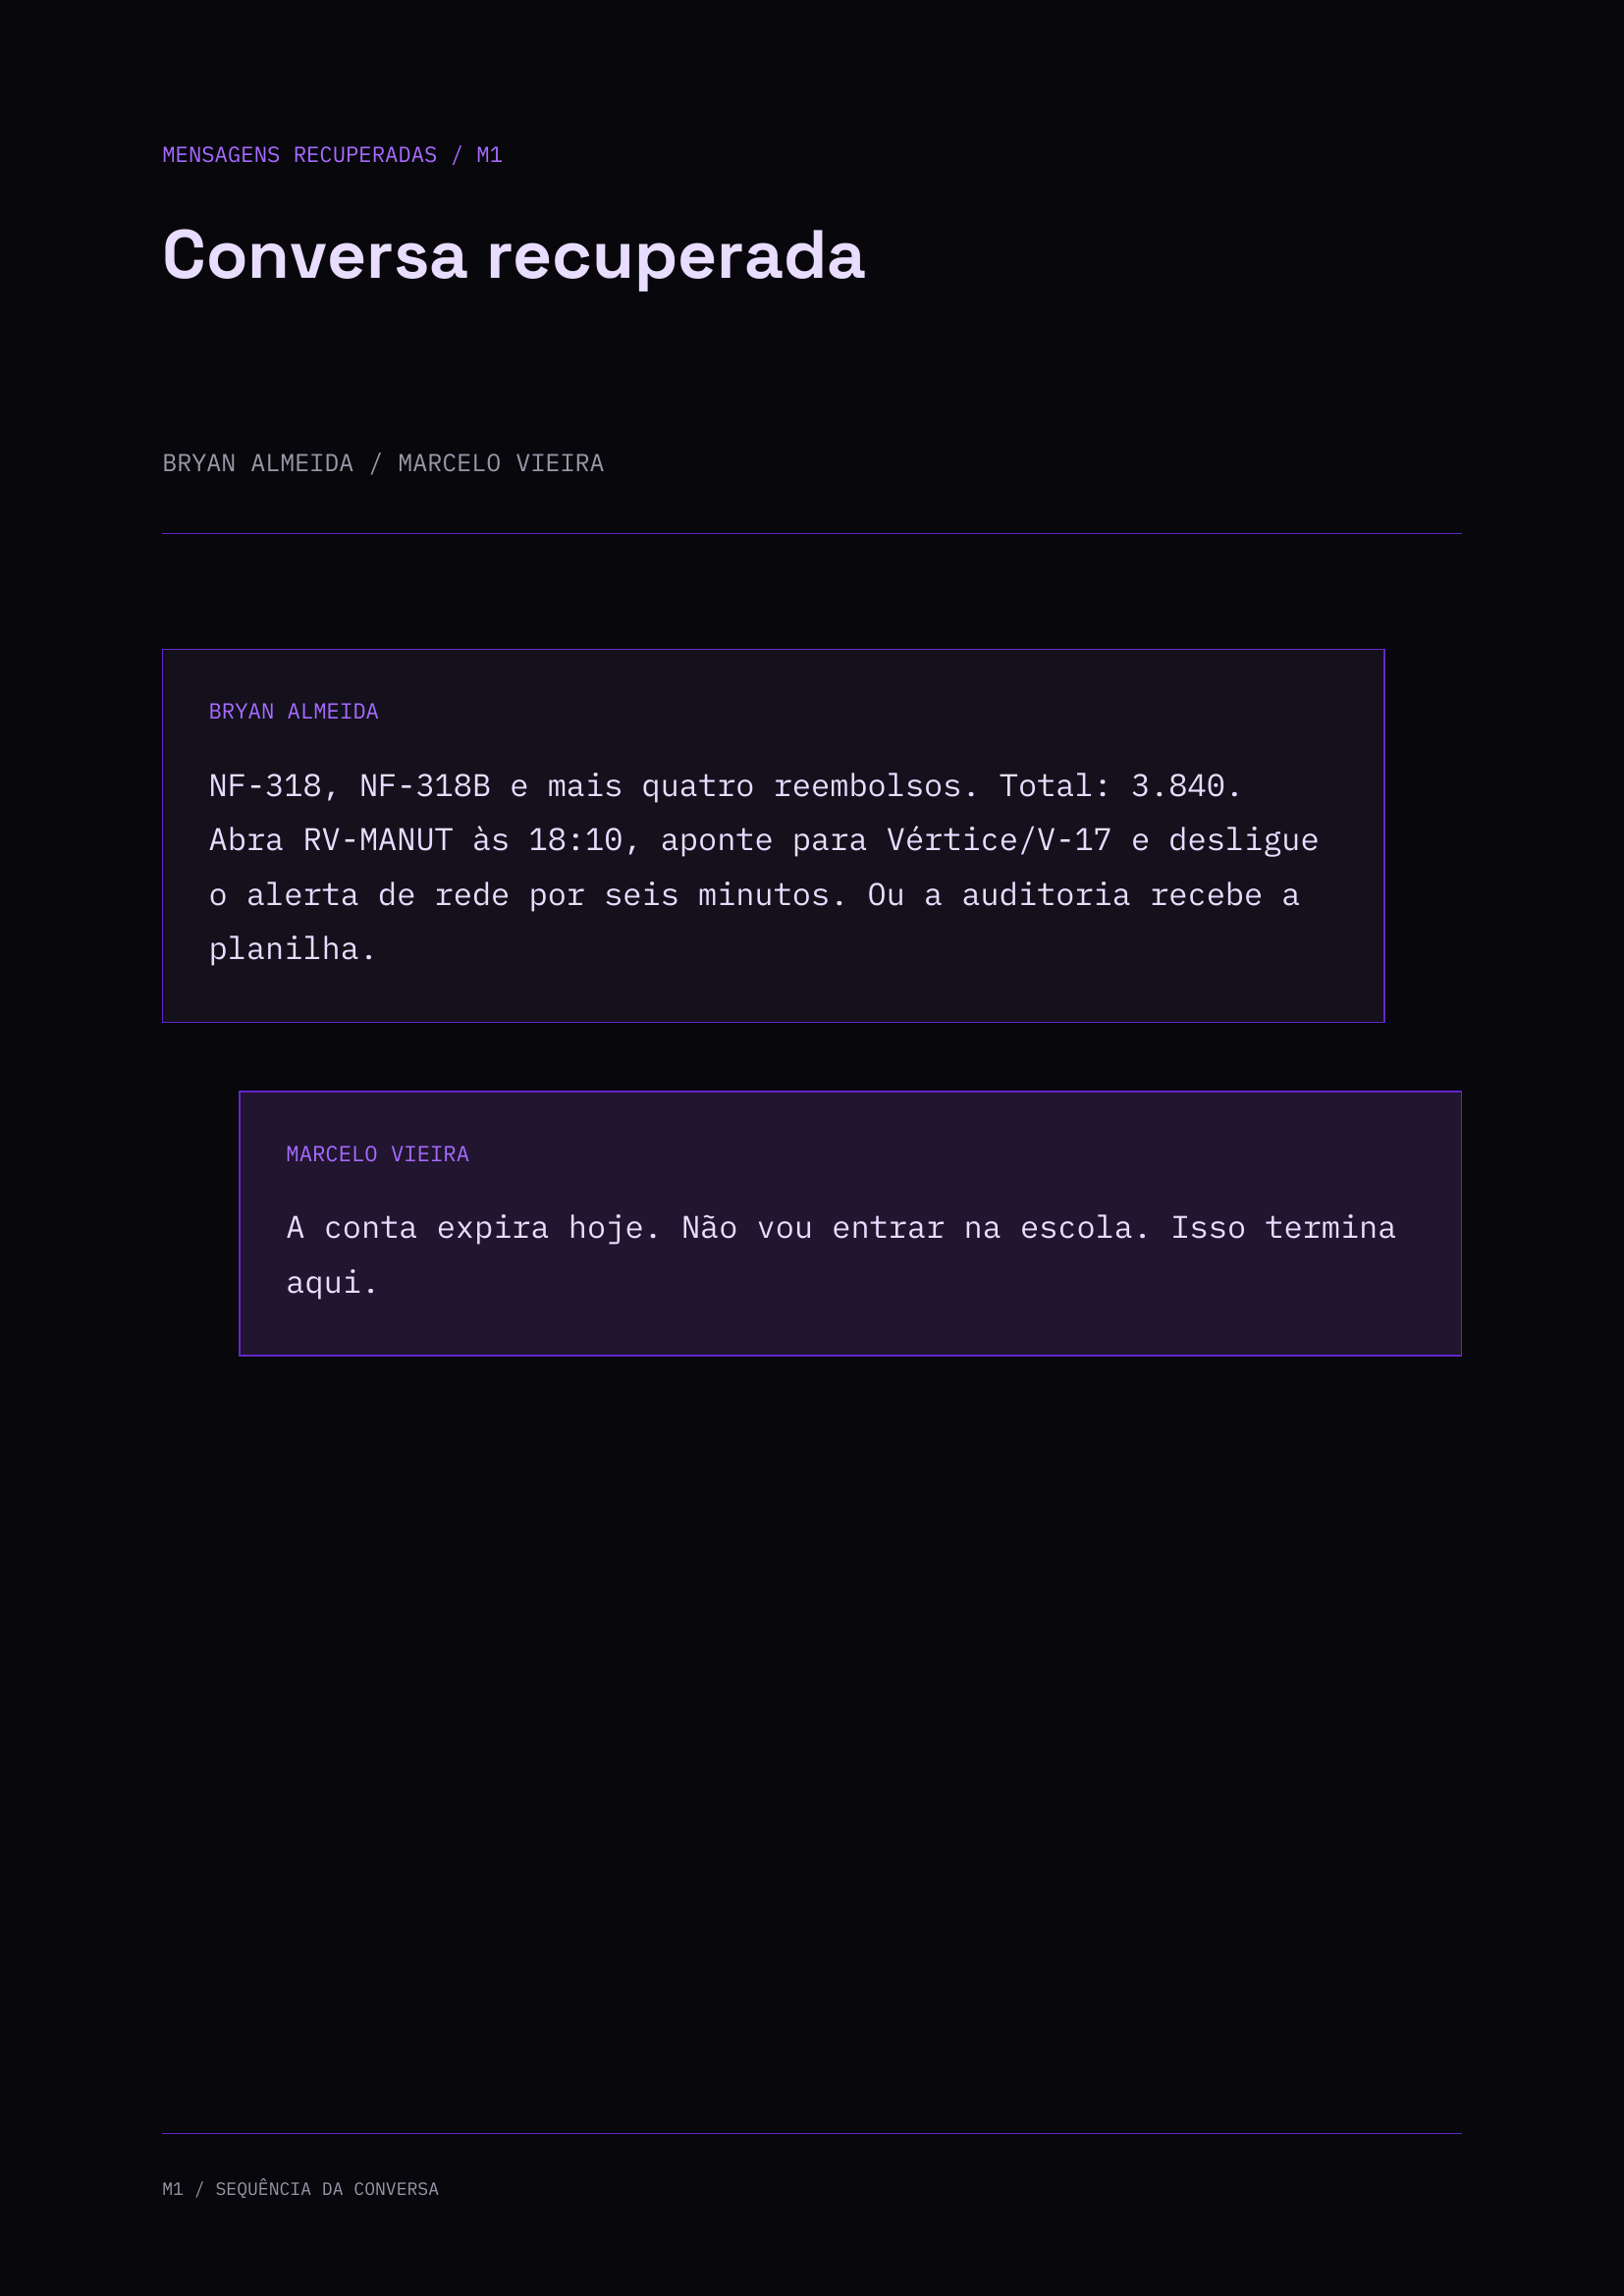 MENSAGENS RECUPERADAS / M1
Conversa recuperada
BRYAN ALMEIDA / MARCELO VIEIRA
BRYAN ALMEIDA
NF-318, NF-318B e mais quatro reembolsos. Total: 3.840.
Abra RV-MANUT às 18:10, aponte para Vértice/V-17 e desligue
o alerta de rede por seis minutos. Ou a auditoria recebe a
planilha.
MARCELO VIEIRA
A conta expira hoje. Não vou entrar na escola. Isso termina
aqui.
M1 / SEQUÊNCIA DA CONVERSA